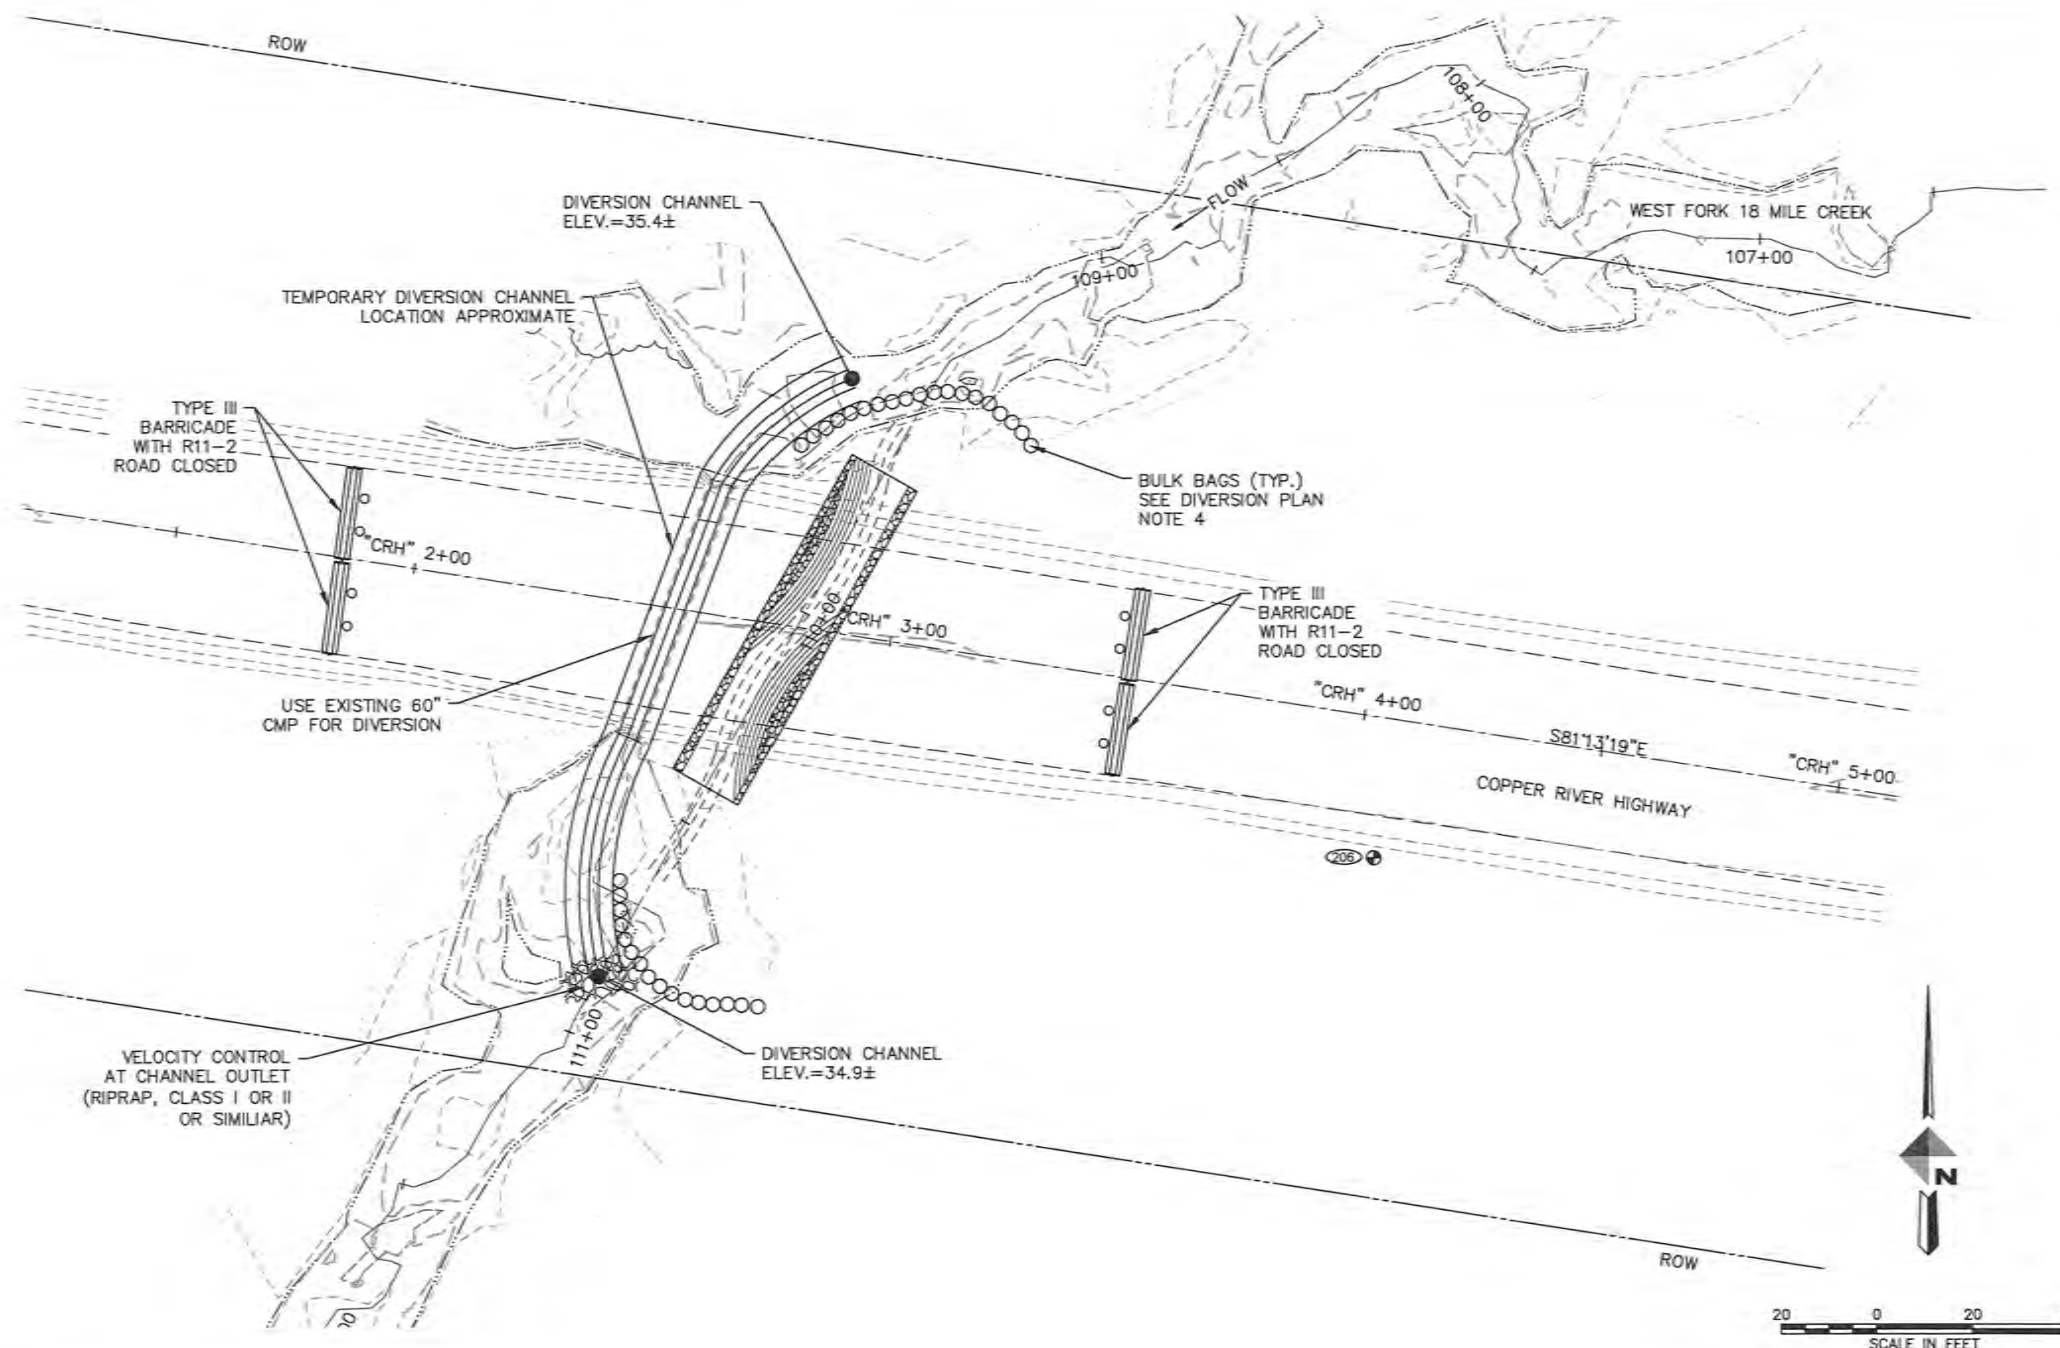 ROW
108+00
FLOW
WEST FORK 18 MILE CREEK
107+00
109+00
DIVERSION CHANNEL
ELEV.=35.4±
TEMPORARY DIVERSION CHANNEL
LOCATION APPROXIMATE
TYPE III
BARRICADE
WITH R11-2
ROAD CLOSED
BULK BAGS (TYP.)
SEE DIVERSION PLAN
NOTE 4
"CRH" 2+00
"CRH" 3+00
TYPE III
BARRICADE
WITH R11-2
ROAD CLOSED
"CRH" 4+00
S81°13'19"E
"CRH" 5+00
COPPER RIVER HIGHWAY
USE EXISTING 60"
CMP FOR DIVERSION
206
111+00
VELOCITY CONTROL
AT CHANNEL OUTLET
(RIPRAP, CLASS I OR II
OR SIMILIAR)
DIVERSION CHANNEL
ELEV.=34.9±
N
ROW
20 0 20
SCALE IN FEET